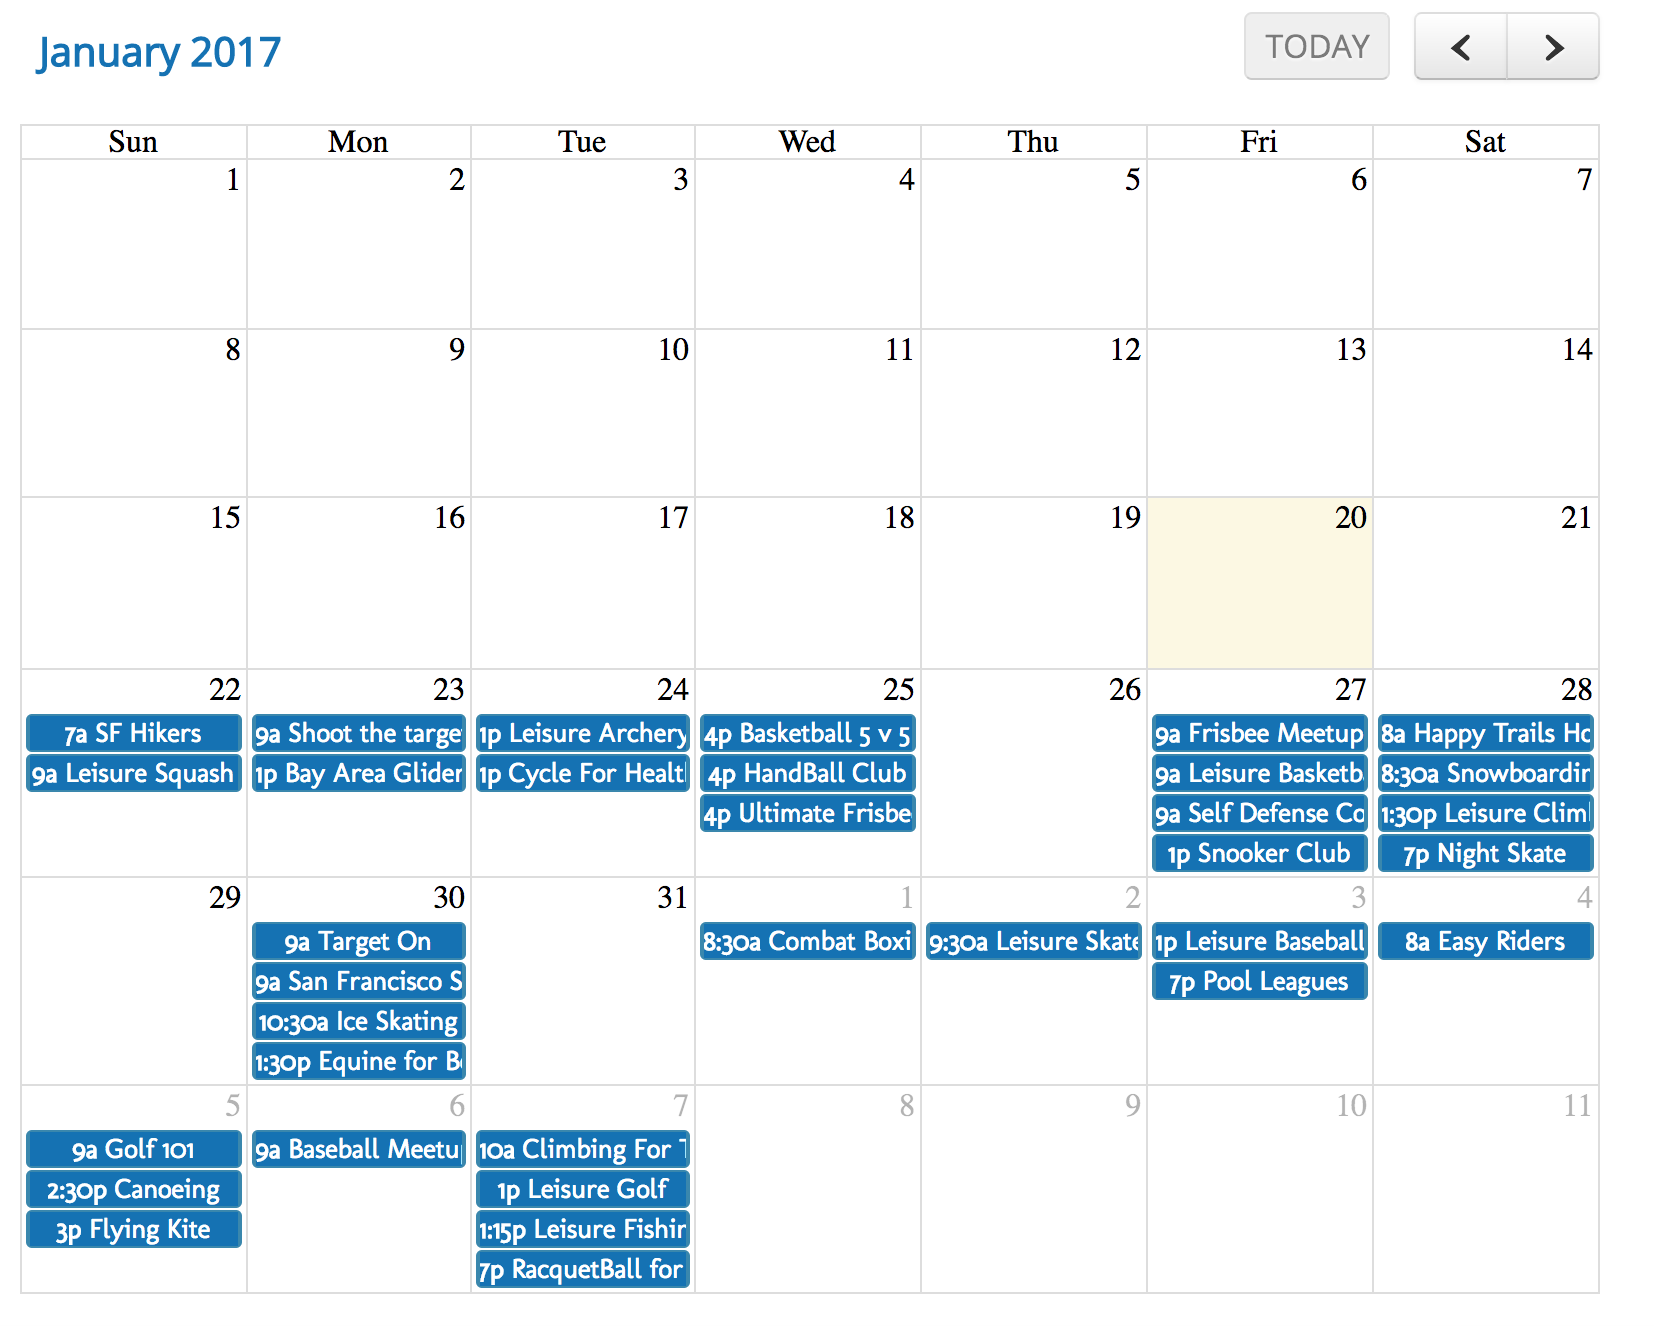 January 2017
TODAY
Sun Mon Tue Wed Thu Fri Sat
1 2 3 4 5 6 7
8 9 10 11 12 13 14
15 16 17 18 19 20 21
22 23 24 25 26 27 28
7a SF Hikers
9a Leisure Squash
9a Shoot the targe
1p Bay Area Glider
1p Leisure Archery
1p Cycle For Healt
4p Basketball 5 v 5
4p HandBall Club
4p Ultimate Frisbe
9a Frisbee Meetup
9a Leisure Basketb
9a Self Defense Co
1p Snooker Club
8a Happy Trails Ho
8:30a Snowboardin
1:30p Leisure Clim
7p Night Skate
29 30 31 1 2 3 4
9a Target On
9a San Francisco S
10:30a Ice Skating
1:30p Equine for Be
8:30a Combat Boxi
9:30a Leisure Skate
1p Leisure Baseball
7p Pool Leagues
8a Easy Riders
5 6 7 8 9 10 11
9a Golf 101
2:30p Canoeing
3p Flying Kite
9a Baseball Meetu
10a Climbing For T
1p Leisure Golf
1:15p Leisure Fishin
7p RacquetBall for